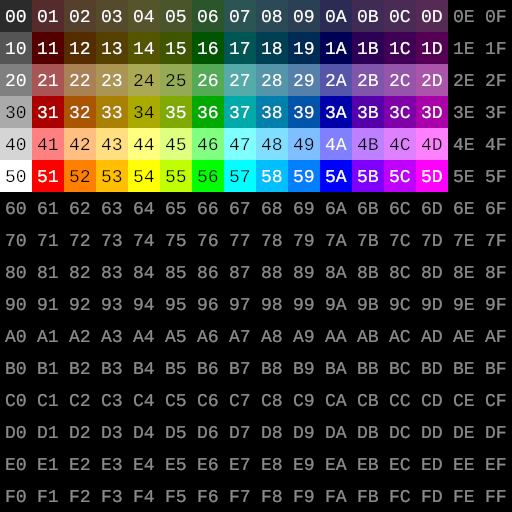 00 01 02 03 04 05 06 07 08 09 0A 0B 0C 0D 0E 0F
10 11 12 13 14 15 16 17 18 19 1A 1B 1C 1D 1E 1F
20 21 22 23 24 25 26 27 28 29 2A 2B 2C 2D 2E 2F
30 31 32 33 34 35 36 37 38 39 3A 3B 3C 3D 3E 3F
40 41 42 43 44 45 46 47 48 49 4A 4B 4C 4D 4E 4F
50 51 52 53 54 55 56 57 58 59 5A 5B 5C 5D 5E 5F
60 61 62 63 64 65 66 67 68 69 6A 6B 6C 6D 6E 6F
70 71 72 73 74 75 76 77 78 79 7A 7B 7C 7D 7E 7F
80 81 82 83 84 85 86 87 88 89 8A 8B 8C 8D 8E 8F
90 91 92 93 94 95 96 97 98 99 9A 9B 9C 9D 9E 9F
A0 A1 A2 A3 A4 A5 A6 A7 A8 A9 AA AB AC AD AE AF
B0 B1 B2 B3 B4 B5 B6 B7 B8 B9 BA BB BC BD BE BF
C0 C1 C2 C3 C4 C5 C6 C7 C8 C9 CA CB CC CD CE CF
D0 D1 D2 D3 D4 D5 D6 D7 D8 D9 DA DB DC DD DE DF
E0 E1 E2 E3 E4 E5 E6 E7 E8 E9 EA EB EC ED EE EF
F0 F1 F2 F3 F4 F5 F6 F7 F8 F9 FA FB FC FD FE FF